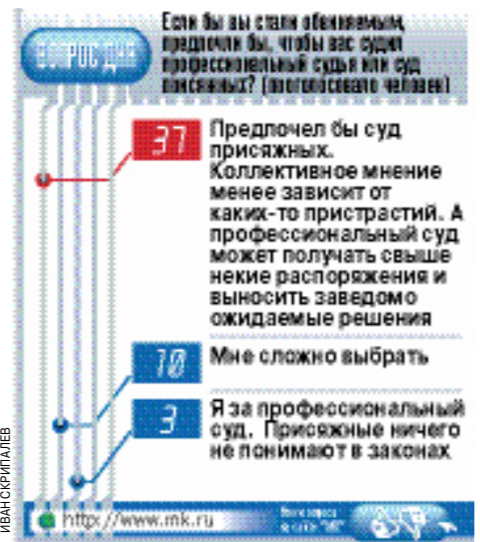 ВОПРОС ДНЯ
Если бы вы стали обвиняемым,
предпочли бы, чтобы вас судил
профессиональный судья или суд
присяжных? (проголосовало человек)
37
Предпочел бы суд
присяжных.
Коллективное мнение
менее зависит от
каких-то пристрастий. А
профессиональный суд
может получать свыше
некие распоряжения и
выносить заведомо
ожидаемые решения
10
Мне сложно выбрать
3
Я за профессиональный
суд. Присяжные ничего
не понимают в законах
http://www.mk.ru
ИВАН СКРИПАЛЕВ